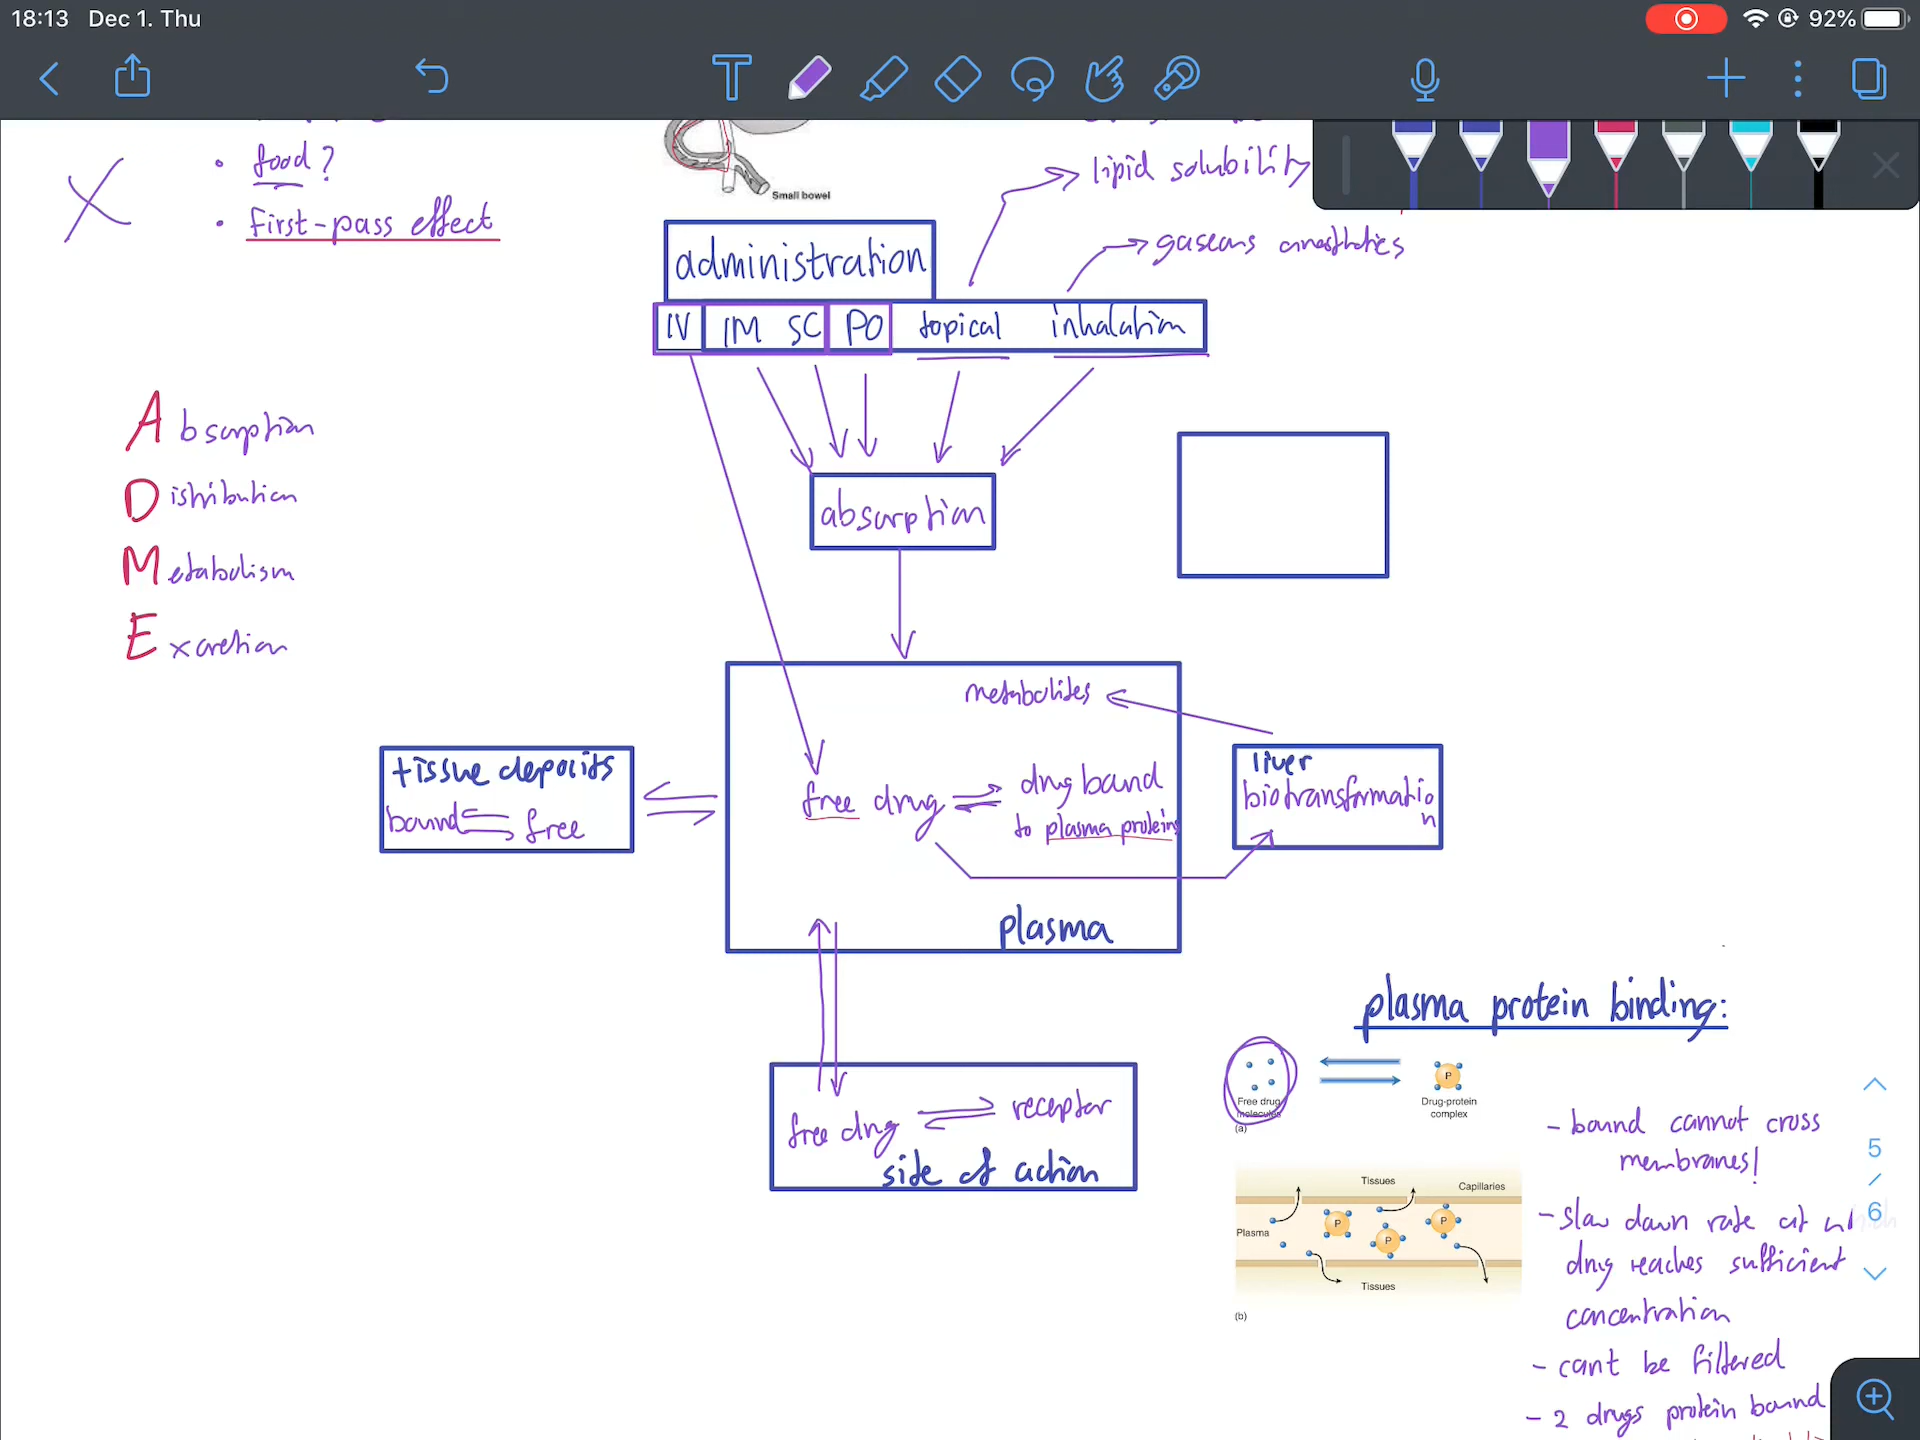 18:13 Dec 1. Thu
92%
• food?
• first-pass effect
Small bowel
lipid solubility
gaseous anesthetics
administration
IV IM SC PO topical inhalation
Absorption
Distribution
Metabolism
Excretion
absorption
metabolites
tissue deposits
bound free
free drug
drug bound
to plasma proteins
liver
biotransformatio
n
plasma
free drug receptor
site of action
plasma protein binding:
Free drug
molecules
(a)
P
Drug-protein
complex
- bound cannot cross
membranes!
Tissues
Capillaries
Plasma
P
P
P
Tissues
(b)
- slow down rate at
drug reaches sufficient
concentration
- cant be filtered
- 2 drugs protein bound
5
/
6